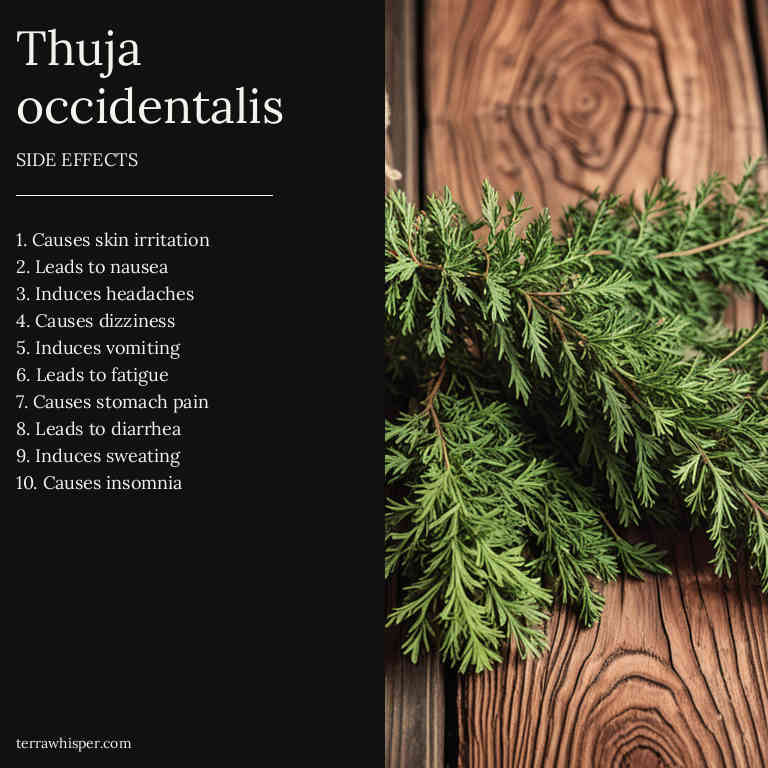 Thuja
occidentalis
SIDE EFFECTS
1. Causes skin irritation
2. Leads to nausea
3. Induces headaches
4. Causes dizziness
5. Induces vomiting
6. Leads to fatigue
7. Causes stomach pain
8. Leads to diarrhea
9. Induces sweating
10. Causes insomnia
terrawhisper.com